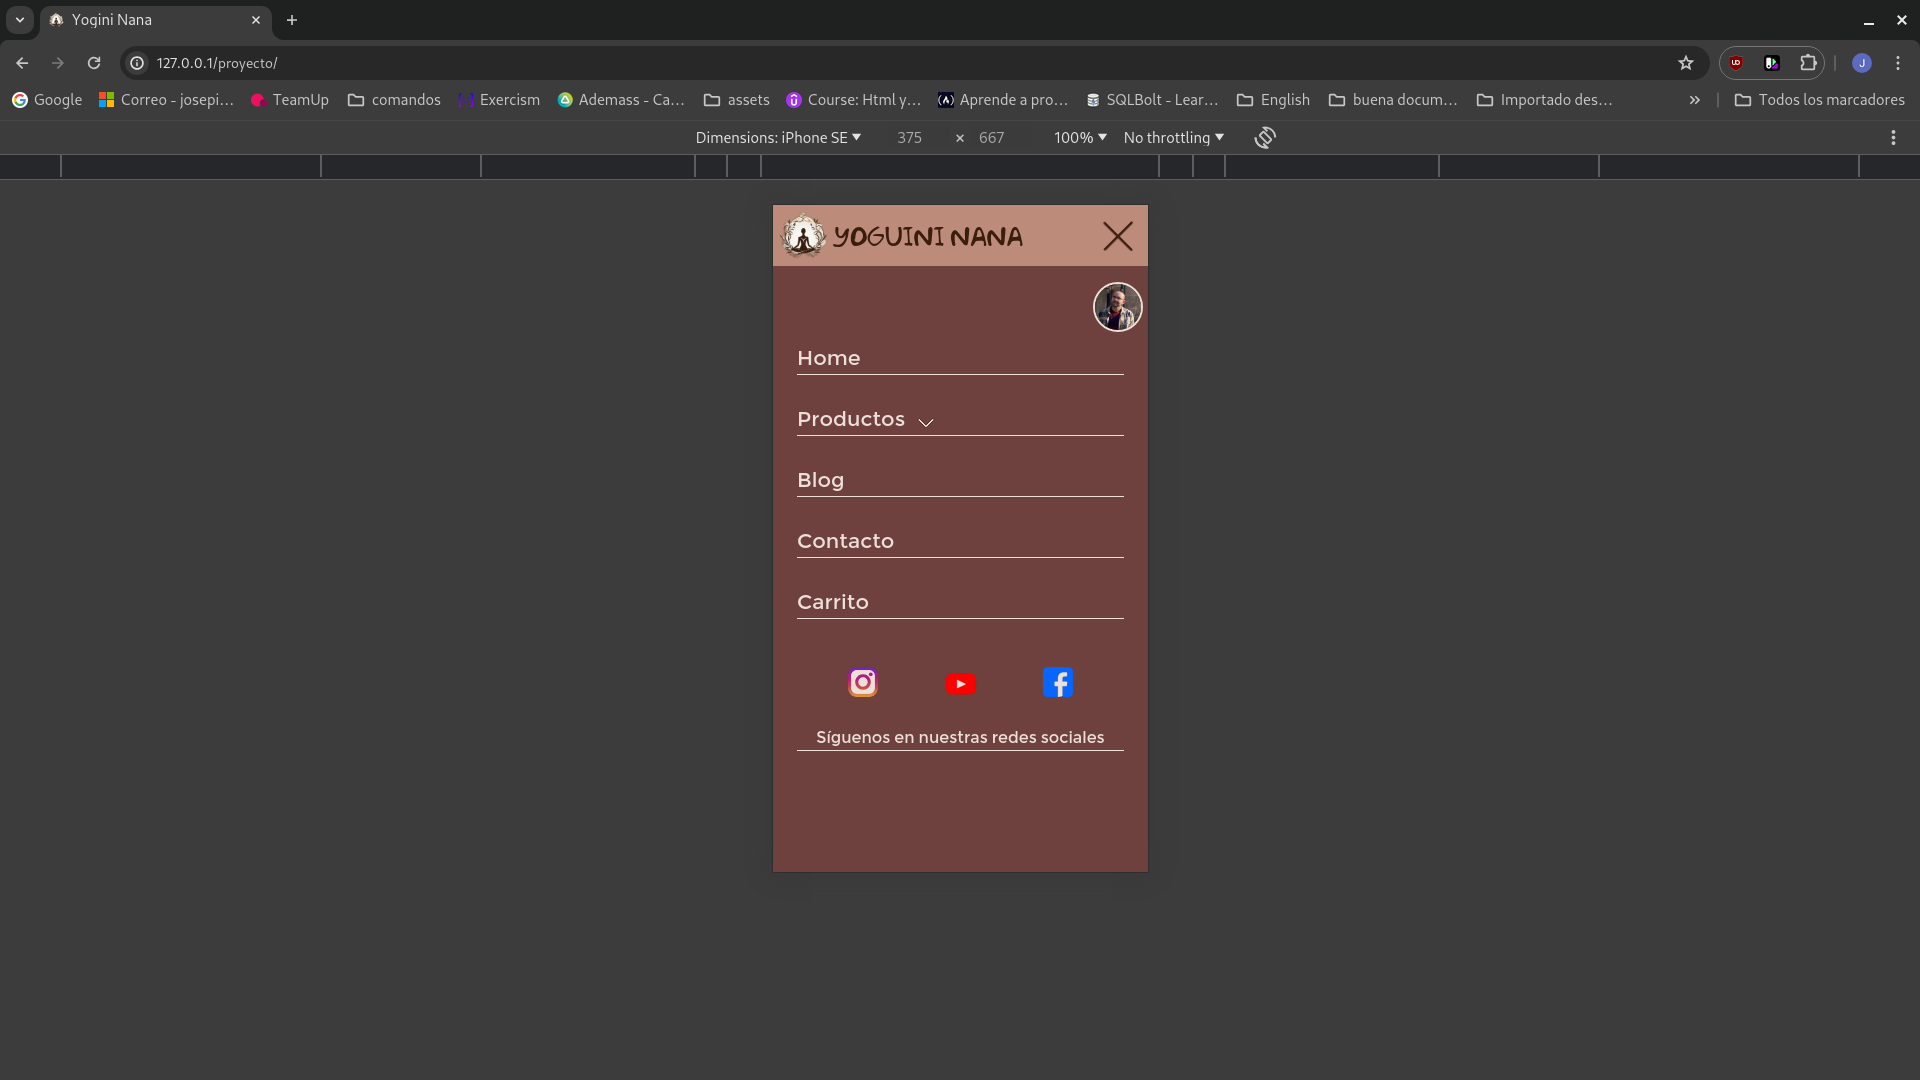 Yogini Nana
127.0.0.1/proyecto/
J
Google
Correo - josepi...
TeamUp
comandos
Exercism
Ademass - Ca...
assets
Course: Html y...
Aprende a pro...
SQLBolt - Lear...
English
buena docum...
Importado des...
Todos los marcadores
Dimensions: iPhone SE
375 × 667
100%
No throttling
YOGUINI NANA
Home
Productos
Blog
Contacto
Carrito
Síguenos en nuestras redes sociales